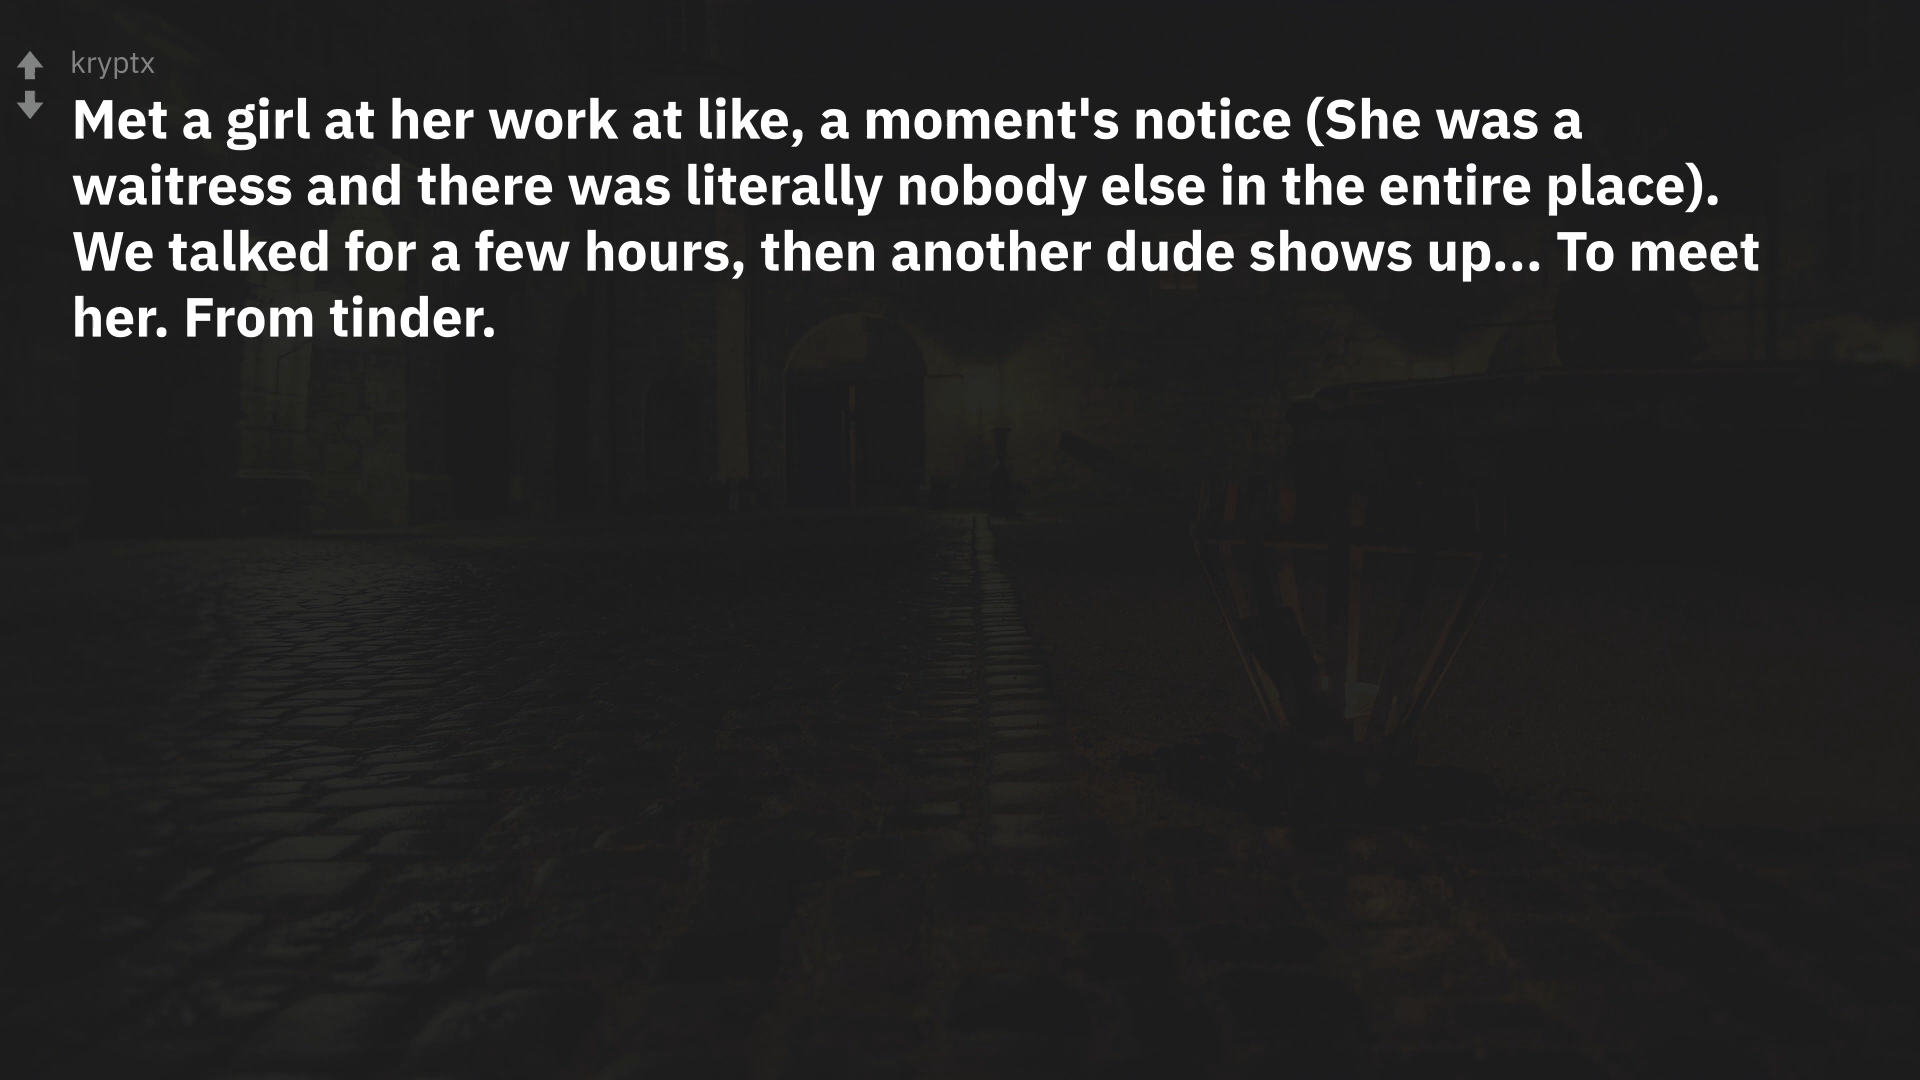 kryptx
Met a girl at her work at like, a moment's notice (She was a
waitress and there was literally nobody else in the entire place).
We talked for a few hours, then another dude shows up... To meet
her. From tinder.